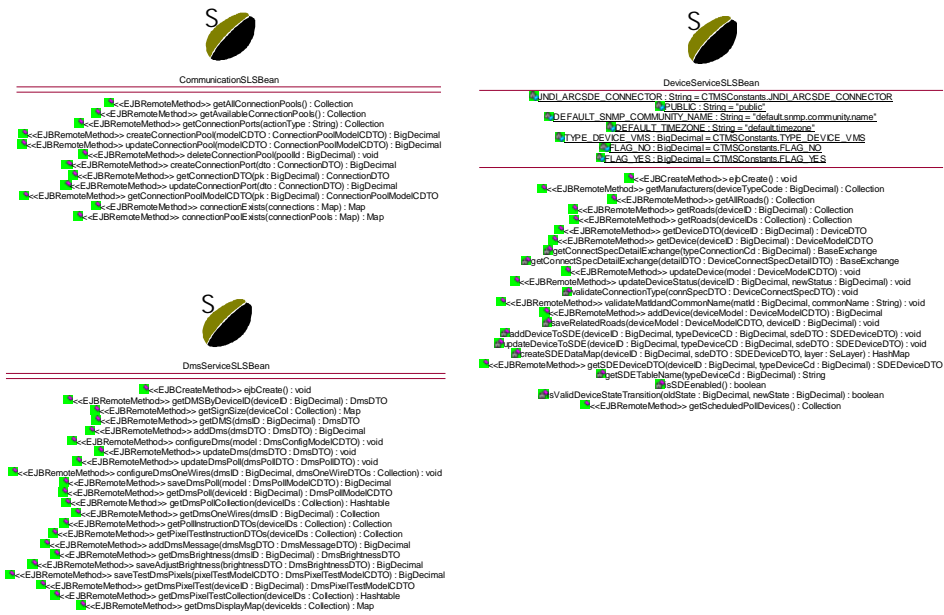 S
CommunicationSLSBean
<<EJBRemoteMethod>> getAllConnectionPools() : Collection
<<EJBRemoteMethod>> getAvailableConnectionPools() : Collection
<<EJBRemoteMethod>> getConnectionPorts(actionType : String) : Collection
<<EJBRemoteMethod>> createConnectionPool(modelCDTO : ConnectionPoolModelCDTO) : BigDecimal
<<EJBRemoteMethod>> updateConnectionPool(modelCDTO : ConnectionPoolModelCDTO) : BigDecimal
<<EJBRemoteMethod>> deleteConnectionPool(poolId : BigDecimal) : void
<<EJBRemoteMethod>> createConnectionPort(dto : ConnectionDTO) : BigDecimal
<<EJBRemoteMethod>> getConnectionDTO(pk : BigDecimal) : ConnectionDTO
<<EJBRemoteMethod>> updateConnectionPort(dto : ConnectionDTO) : BigDecimal
<<EJBRemoteMethod>> getConnectionPoolModelCDTO(pk : BigDecimal) : ConnectionPoolModelCDTO
<<EJBRemoteMethod>> connectionExists(connections : Map) : Map
<<EJBRemoteMethod>> connectionPoolExists(connectionPools : Map) : Map
S
DmsServiceSLSBean
<<EJBCreateMethod>> ejbCreate() : void
<<EJBRemoteMethod>> getDMSByDeviceID(deviceID : BigDecimal) : DmsDTO
<<EJBRemoteMethod>> getSignSize(deviceCol : Collection) : Map
<<EJBRemoteMethod>> getDMS(dmsID : BigDecimal) : DmsDTO
<<EJBRemoteMethod>> addDms(dmsDTO : DmsDTO) : BigDecimal
<<EJBRemoteMethod>> configureDms(model : DmsConfigModelCDTO) : void
<<EJBRemoteMethod>> updateDms(dmsDTO : DmsDTO) : void
<<EJBRemoteMethod>> updateDmsPoll(dmsPollDTO : DmsPollDTO) : void
<<EJBRemoteMethod>> configureDmsOneWires(dmsID : BigDecimal, dmsOneWireDTOs : Collection) : void
<<EJBRemoteMethod>> saveDmsPoll(model : DmsPollModelCDTO) : BigDecimal
<<EJBRemoteMethod>> getDmsPoll(deviceId : BigDecimal) : DmsPollModelCDTO
<<EJBRemoteMethod>> getDmsPollCollection(deviceIDs : Collection) : Hashtable
<<EJBRemoteMethod>> getDmsOneWires(dmsID : BigDecimal) : Collection
<<EJBRemoteMethod>> getPollInstructionDTOs(deviceIDs : Collection) : Collection
<<EJBRemoteMethod>> getPixelTestInstructionDTOs(deviceIDs : Collection) : Collection
<<EJBRemoteMethod>> addDmsMessage(dmsMsgDTO : DmsMessageDTO) : BigDecimal
<<EJBRemoteMethod>> getDmsBrightness(dmsID : BigDecimal) : DmsBrightnessDTO
<<EJBRemoteMethod>> saveAdjustBrightness(brightnessDTO : DmsBrightnessDTO) : BigDecimal
<<EJBRemoteMethod>> saveTestDmsPixels(pixelTestModelCDTO : DmsPixelTestModelCDTO) : BigDecimal
<<EJBRemoteMethod>> getDmsPixelTest(deviceID : BigDecimal) : DmsPixelTestModelCDTO
<<EJBRemoteMethod>> getDmsPixelTestCollection(deviceIDs : Collection) : Hashtable
<<EJBRemoteMethod>> getDmsDisplayMap(deviceIds : Collection) : Map
S
DeviceServiceSLSBean
JNDI_ARCSDE_CONNECTOR : String = CTMSConstants.JNDI_ARCSDE_CONNECTOR
PUBLIC : String = "public"
DEFAULT_SNMP_COMMUNITY_NAME : String = "default.snmp.community.name"
DEFAULT_TIMEZONE : String = "default.timezone"
TYPE_DEVICE_VMS : BigDecimal = CTMSConstants.TYPE_DEVICE_VMS
FLAG_NO : BigDecimal = CTMSConstants.FLAG_NO
FLAG_YES : BigDecimal = CTMSConstants.FLAG_YES
<<EJBCreateMethod>> ejbCreate() : void
<<EJBRemoteMethod>> getManufacturers(deviceTypeCode : BigDecimal) : Collection
<<EJBRemoteMethod>> getAllRoads() : Collection
<<EJBRemoteMethod>> getRoads(deviceID : BigDecimal) : Collection
<<EJBRemoteMethod>> getRoads(deviceIDs : Collection) : Collection
<<EJBRemoteMethod>> getDeviceDTO(deviceID : BigDecimal) : DeviceDTO
<<EJBRemoteMethod>> getDevice(deviceID : BigDecimal) : DeviceModelCDTO
getConnectSpecDetailExchange(typeConnectionCd : BigDecimal) : BaseExchange
getConnectSpecDetailExchange(detailDTO : DeviceConnectSpecDetailDTO) : BaseExchange
<<EJBRemoteMethod>> updateDevice(model : DeviceModelCDTO) : void
<<EJBRemoteMethod>> updateDeviceStatus(deviceID : BigDecimal, newStatus : BigDecimal) : void
validateConnectionType(connSpecDTO : DeviceConnectSpecDTO) : void
<<EJBRemoteMethod>> validateMatIdandCommonName(matId : BigDecimal, commonName : String) : void
<<EJBRemoteMethod>> addDevice(deviceModel : DeviceModelCDTO) : BigDecimal
saveRelatedRoads(deviceModel : DeviceModelCDTO, deviceID : BigDecimal) : void
addDeviceToSDE(deviceID : BigDecimal, typeDeviceCD : BigDecimal, sdeDTO : SDEDeviceDTO) : void
updateDeviceToSDE(deviceID : BigDecimal, typeDeviceCD : BigDecimal, sdeDTO : SDEDeviceDTO) : void
createSDEDataMap(deviceID : BigDecimal, sdeDTO : SDEDeviceDTO, layer : SeLayer) : HashMap
<<EJBRemoteMethod>> getSDEDeviceDTO(deviceID : BigDecimal, typeDeviceCd : BigDecimal) : SDEDeviceDTO
getSDETableName(typeDeviceCd : BigDecimal) : String
isSDEenabled() : boolean
isValidDeviceStateTransition(oldState : BigDecimal, newState : BigDecimal) : boolean
<<EJBRemoteMethod>> getScheduledPollDevices() : Collection